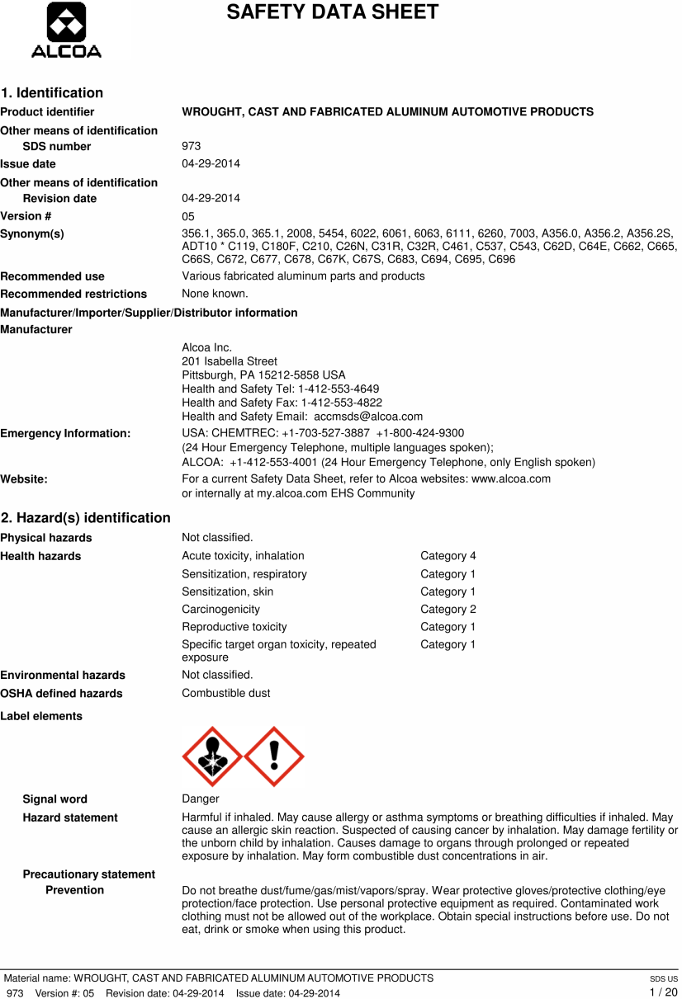 SAFETY DATA SHEET
ALCOA
1. Identification
Product identifier WROUGHT, CAST AND FABRICATED ALUMINUM AUTOMOTIVE PRODUCTS
Other means of identification
SDS number 973
Issue date 04-29-2014
Other means of identification
Revision date 04-29-2014
Version # 05
Synonym(s) 356.1, 365.0, 365.1, 2008, 5454, 6022, 6061, 6063, 6111, 6260, 7003, A356.0, A356.2, A356.2S,
ADT10 * C119, C180F, C210, C26N, C31R, C32R, C461, C537, C543, C62D, C64E, C662, C665,
C66S, C672, C677, C678, C67K, C67S, C683, C694, C695, C696
Recommended use Various fabricated aluminum parts and products
Recommended restrictions None known.
Manufacturer/Importer/Supplier/Distributor information
Manufacturer
Alcoa Inc.
201 Isabella Street
Pittsburgh, PA 15212-5858 USA
Health and Safety Tel: 1-412-553-4649
Health and Safety Fax: 1-412-553-4822
Health and Safety Email: accmsds@alcoa.com
Emergency Information: USA: CHEMTREC: +1-703-527-3887 +1-800-424-9300
(24 Hour Emergency Telephone, multiple languages spoken);
ALCOA: +1-412-553-4001 (24 Hour Emergency Telephone, only English spoken)
Website: For a current Safety Data Sheet, refer to Alcoa websites: www.alcoa.com
or internally at my.alcoa.com EHS Community
2. Hazard(s) identification
Physical hazards Not classified.
Health hazards Acute toxicity, inhalation Category 4
Sensitization, respiratory Category 1
Sensitization, skin Category 1
Carcinogenicity Category 2
Reproductive toxicity Category 1
Specific target organ toxicity, repeated Category 1
exposure
Environmental hazards Not classified.
OSHA defined hazards Combustible dust
Label elements
Signal word Danger
Hazard statement Harmful if inhaled. May cause allergy or asthma symptoms or breathing difficulties if inhaled. May
cause an allergic skin reaction. Suspected of causing cancer by inhalation. May damage fertility or
the unborn child by inhalation. Causes damage to organs through prolonged or repeated
exposure by inhalation. May form combustible dust concentrations in air.
Precautionary statement
Prevention Do not breathe dust/fume/gas/mist/vapors/spray. Wear protective gloves/protective clothing/eye
protection/face protection. Use personal protective equipment as required. Contaminated work
clothing must not be allowed out of the workplace. Obtain special instructions before use. Do not
eat, drink or smoke when using this product.
Material name: WROUGHT, CAST AND FABRICATED ALUMINUM AUTOMOTIVE PRODUCTS SDS US
973 Version #: 05 Revision date: 04-29-2014 Issue date: 04-29-2014 1 / 20